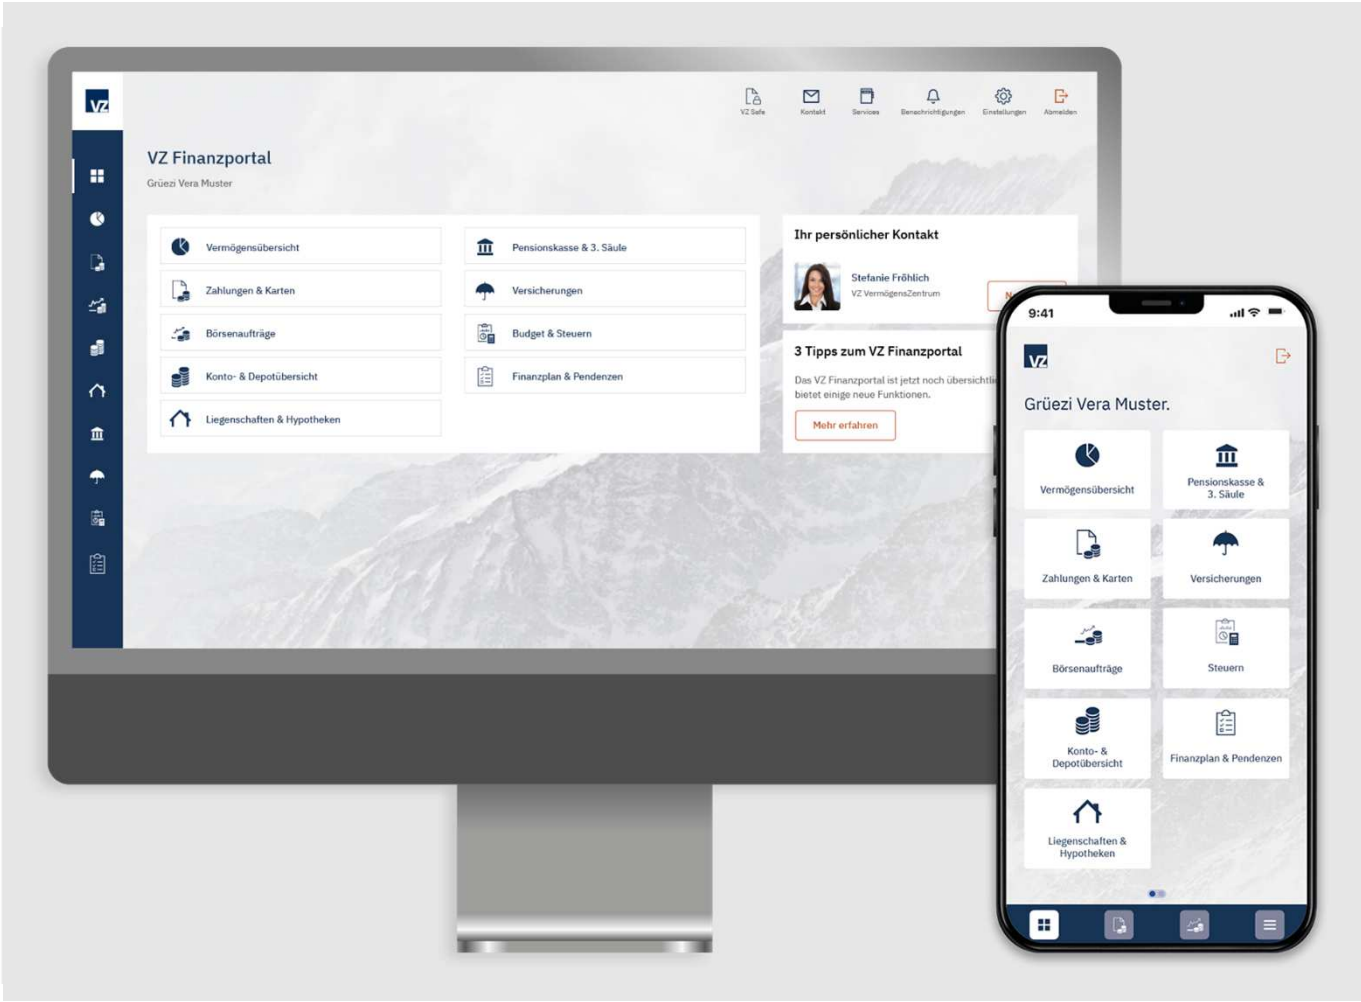 VZ
VZ Safe
Kontakt
Services
Benachrichtigungen
Einstellungen
Abmelden
VZ Finanzportal
Grüezi Vera Muster
Vermögensübersicht
Zahlungen & Karten
Börsenaufträge
Konto- & Depotübersicht
Liegenschaften & Hypotheken
Pensionskasse & 3. Säule
Versicherungen
Budget & Steuern
Finanzplan & Pendenzen
Ihr persönlicher Kontakt
Stefanie Fröhlich
VZ VermögensZentrum
3 Tipps zum VZ Finanzportal
Das VZ Finanzportal ist jetzt noch
bietet einige neue Funktionen.
Mehr erfahren
9:41
VZ
Grüezi Vera Muster.
Vermögensübersicht
Pensionskasse &
3. Säule
Zahlungen & Karten
Versicherungen
Börsenaufträge
Steuern
Konto- &
Depotübersicht
Finanzplan & Pendenzen
Liegenschaften &
Hypotheken